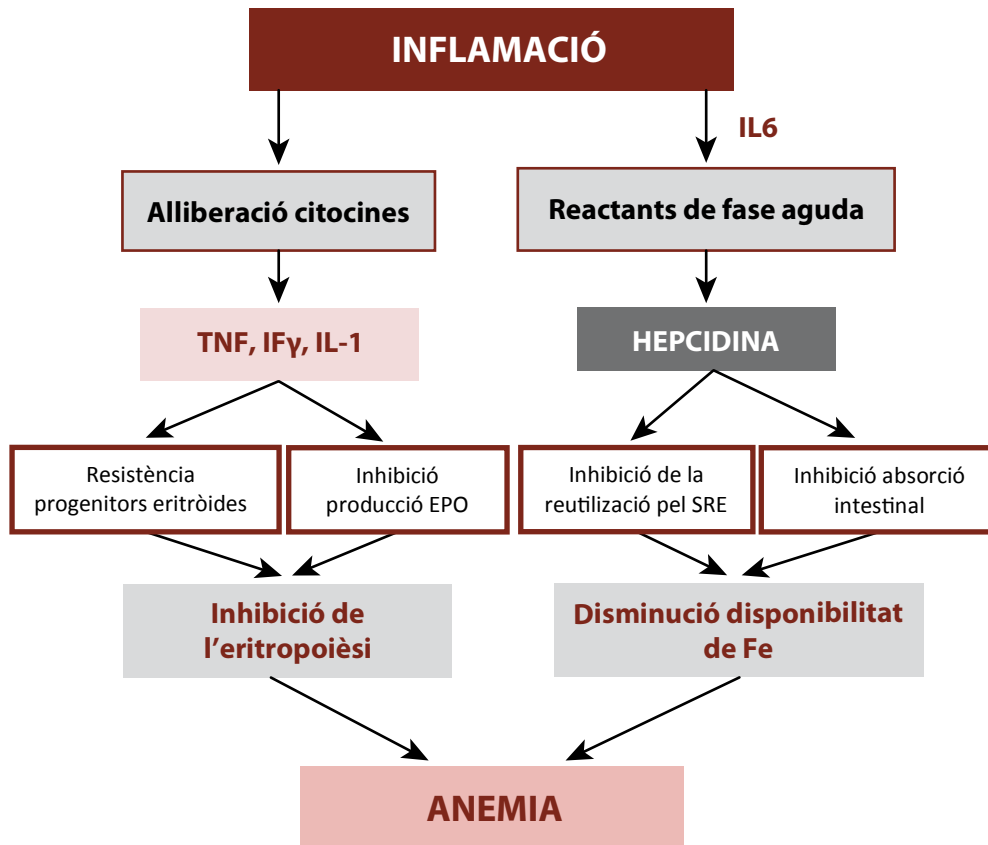 INFLAMACIÓ
IL6
Alliberació citocines
Reactants de fase aguda
TNF, IFγ, IL-1
HEPCIDINA
Resistència
progenitors eritròides
Inhibició
producció EPO
Inhibició de la
reutilizació pel SRE
Inhibició absorció
intestinal
Inhibició de
l'eritropoièsi
Disminució disponibilitat
de Fe
ANEMIA